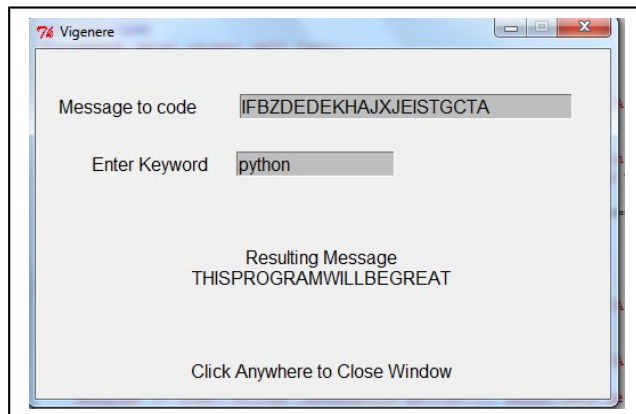 Vigenere
Message to code IFBZDEDEKHAJXJEISTGCTA
Enter Keyword python
Resulting Message
THISPROGRAMWILLBEGREAT
Click Anywhere to Close Window